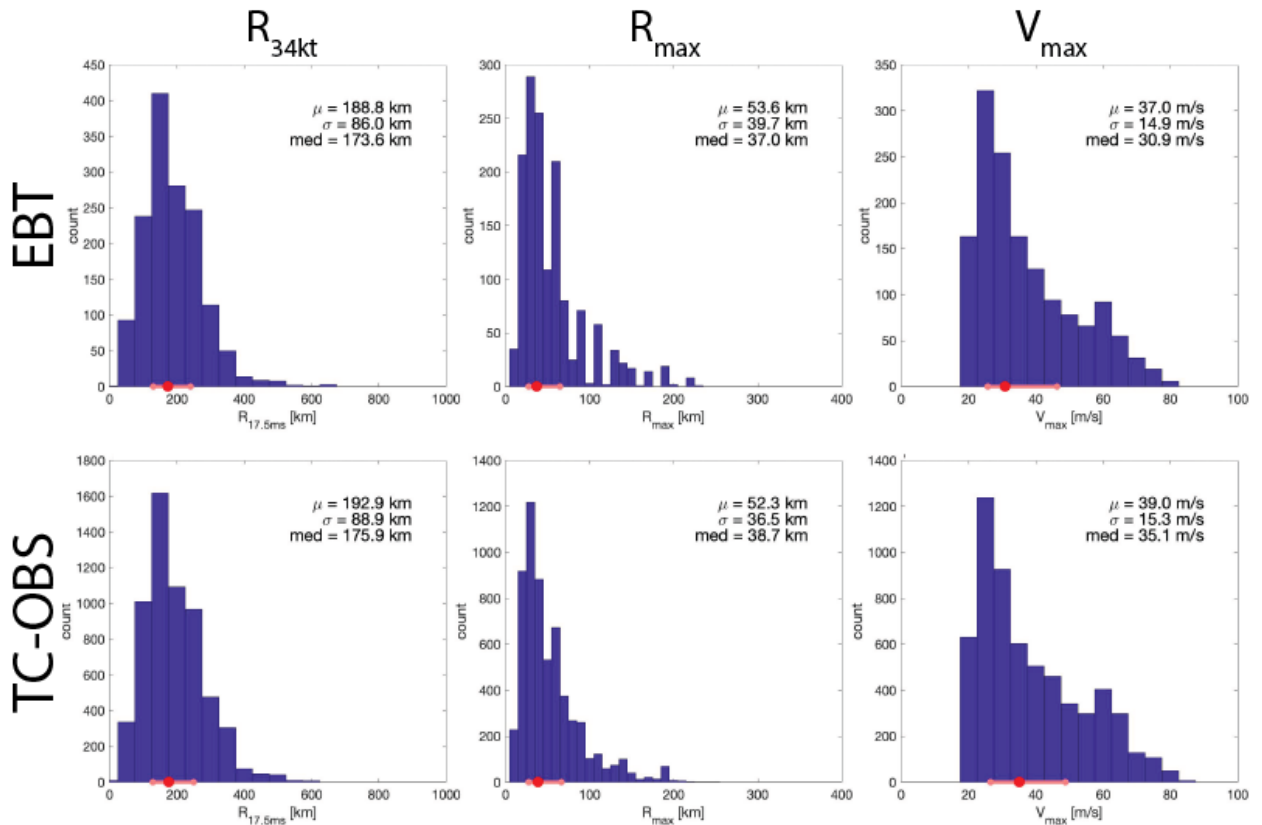 R34kt
Rmax
Vmax
EBT
450
400
350
300
250
200
150
100
50
0
count
μ = 188.8 km
σ = 86.0 km
med = 173.6 km
0 200 400 600 800 1000
R17.5ms [km]
300
250
200
150
100
50
0
count
μ = 53.6 km
σ = 39.7 km
med = 37.0 km
0 100 200 300 400
Rmax [km]
350
300
250
200
150
100
50
0
count
μ = 37.0 m/s
σ = 14.9 m/s
med = 30.9 m/s
0 20 40 60 80 100
Vmax [m/s]
TC-OBS
1800
1600
1400
1200
1000
800
600
400
200
0
count
μ = 192.9 km
σ = 88.9 km
med = 175.9 km
0 200 400 600 800 1000
R17.5ms [km]
1400
1200
1000
800
600
400
200
0
count
μ = 52.3 km
σ = 36.5 km
med = 38.7 km
0 100 200 300 400
Rmax [km]
1400
1200
1000
800
600
400
200
0
count
μ = 39.0 m/s
σ = 15.3 m/s
med = 35.1 m/s
0 20 40 60 80 100
Vmax [m/s]